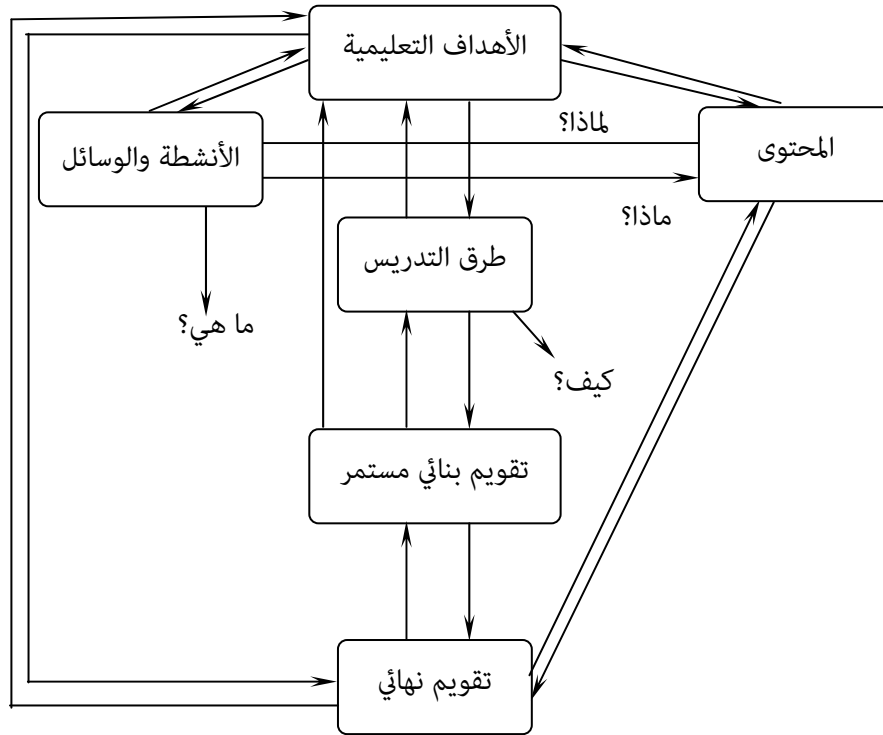 الأهداف التعليمية
لماذا؟
المحتوى
الأنشطة والوسائل
ماذا؟
طرق التدريس
ما هي؟
كيف؟
تقويم بنائي مستمر
تقويم نهائي